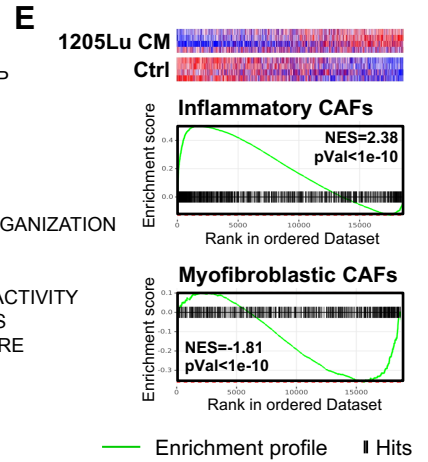 E
1205Lu CM
Ctrl
P
GANIZATION
ACTIVITY
S
RE
Inflammatory CAFs
Enrichment score
0.4
0.2
0.0
NES=2.38
pVal<1e-10
0
5000
10000
15000
Rank in ordered Dataset
Myofibroblastic CAFs
Enrichment score
0.1
0.0
-0.1
-0.2
-0.3
NES=-1.81
pVal<1e-10
0
5000
10000
15000
Rank in ordered Dataset
Enrichment profile
Hits